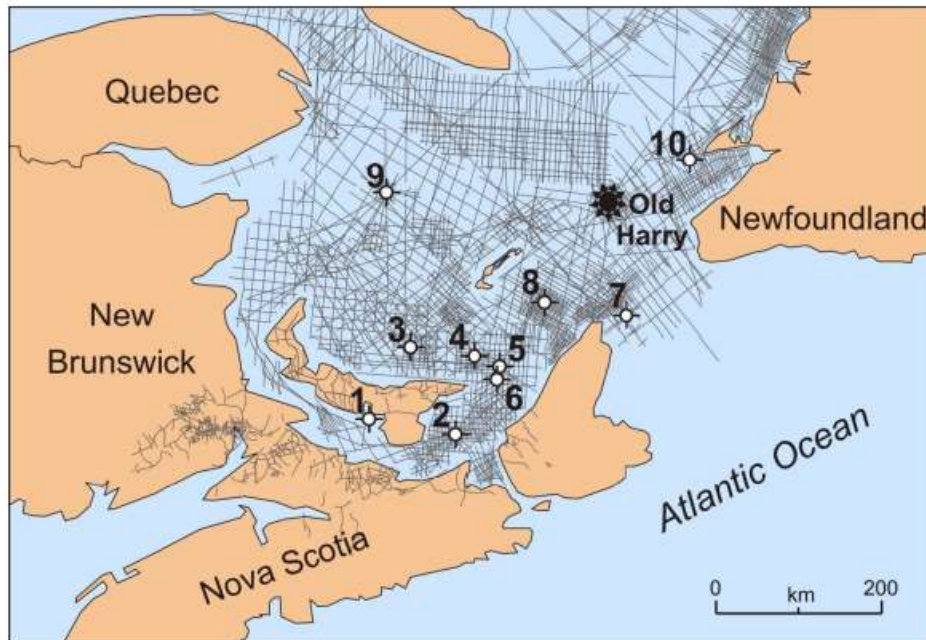 Quebec
10
9
Old
Harry
Newfoundland
8
7
New
Brunswick
3
4
5
6
1
2
Atlantic Ocean
Nova Scotia
0
200
km